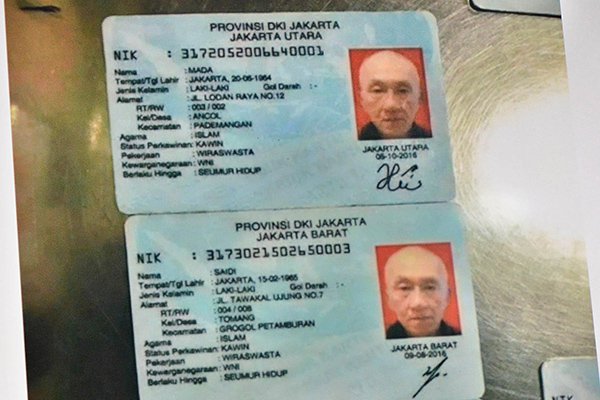 PROVINSI DKI JAKARTA
JAKARTA UTARA
NIK : 3172052006640001
Nama : MADA
Tempat/Tgl Lahir : JAKARTA, 20-06-1964
Jenis Kelamin : LAKI-LAKI Gol Darah : -
Alamat : JL. LODAN RAYA NO.12
RT/RW : 003 / 002
Kel/Desa : ANCOL
Kecamatan : PADEMANGAN
Agama : ISLAM
Status Perkawinan: KAWIN
Pekerjaan : WIRASWASTA
Kewarganegaraan: WNI
Berlaku Hingga : SEUMUR HIDUP
JAKARTA UTARA
05-10-2016
PROVINSI DKI JAKARTA
JAKARTA BARAT
NIK : 3173021502650003
Nama : SAIDI
Tempat/Tgl Lahir : JAKARTA, 15-02-1965
Jenis Kelamin : LAKI-LAKI Gol Darah : -
Alamat : JL. TAWAKAL UJUNG NO.7
RT/RW : 004 / 008
Kel/Desa : TOMANG
Kecamatan : GROGOL PETAMBURAN
Agama : ISLAM
Status Perkawinan: KAWIN
Pekerjaan : WIRASWASTA
Kewarganegaraan: WNI
Berlaku Hingga : SEUMUR HIDUP
JAKARTA BARAT
09-08-2016
NIK